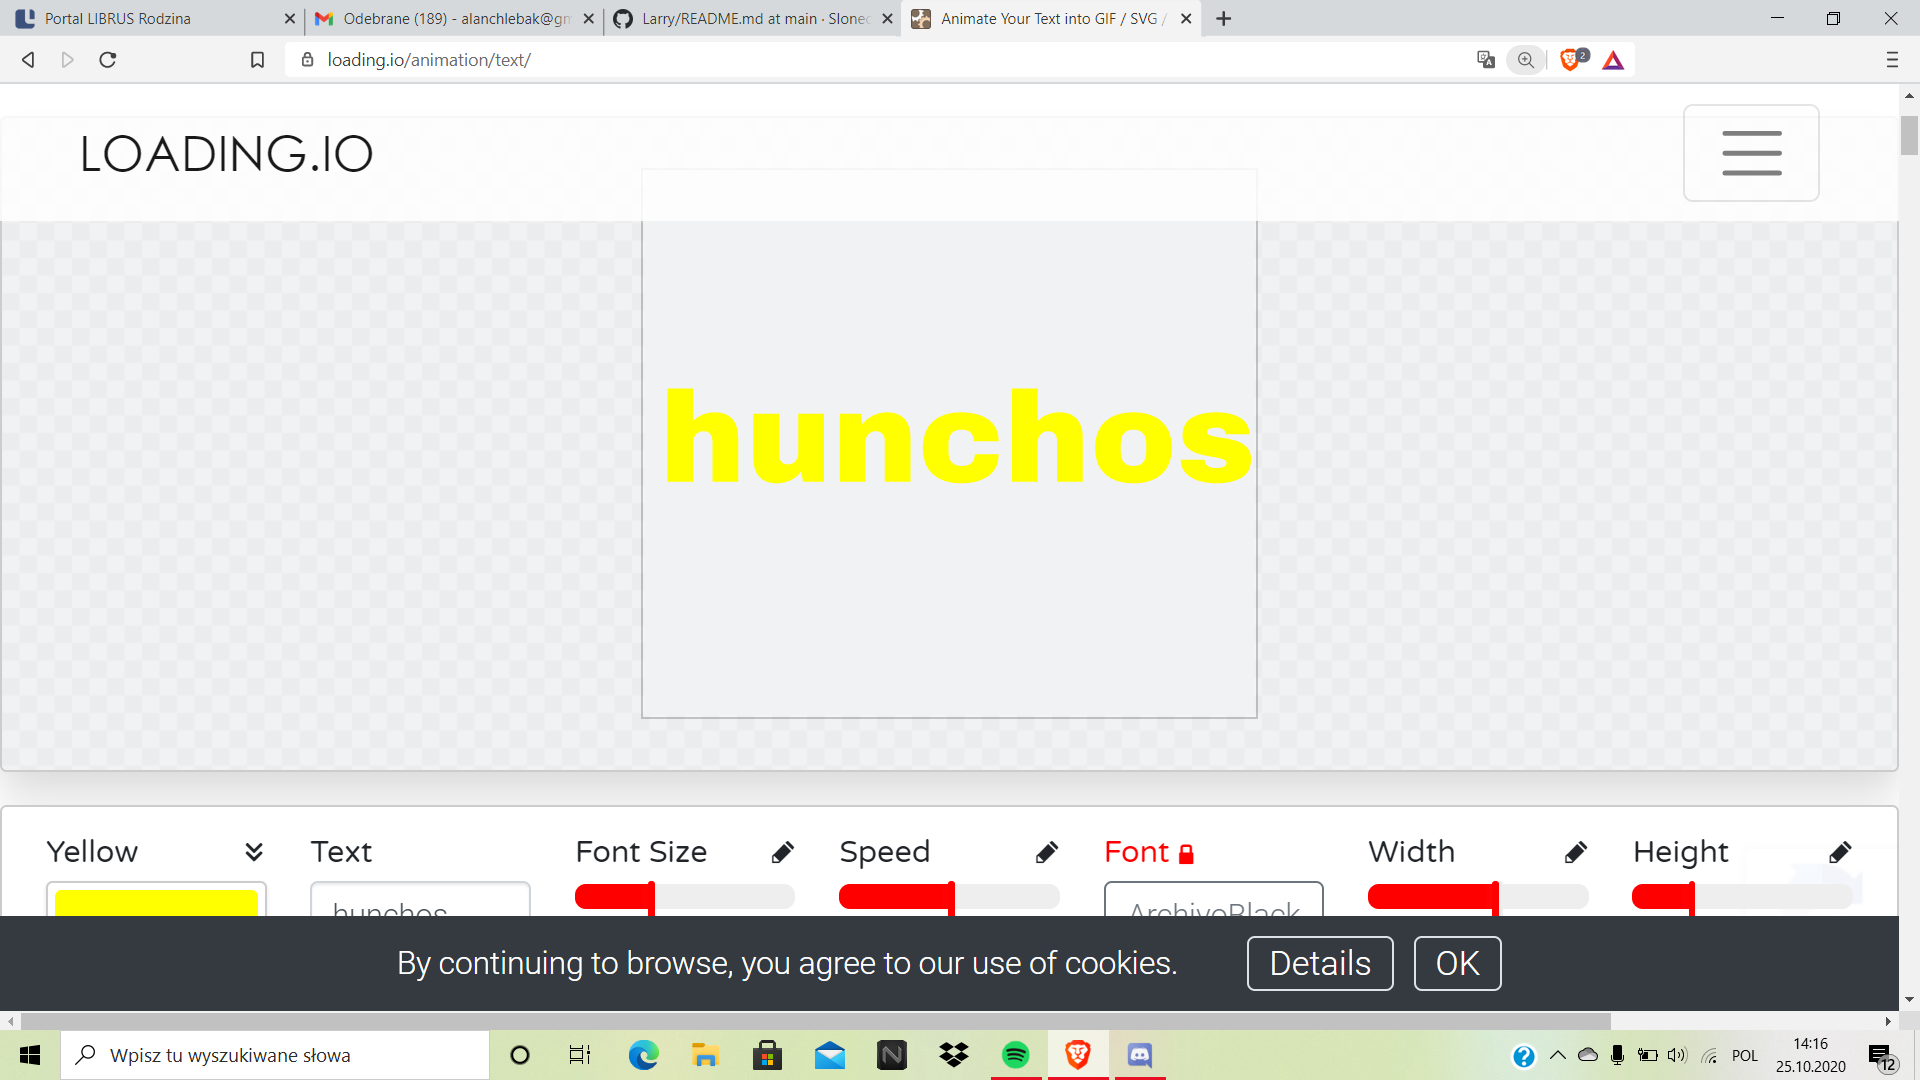 Portal LIBRUS Rodzina
Odebrane (189) - alanchlebak@gm
Larry/README.md at main · Slonec
Animate Your Text into GIF / SVG /
loading.io/animation/text/
2
LOADING.IO
hunchos
Yellow
Text
Font Size
Speed
Font
Width
Height
hunchos
ArchivoBlack
By continuing to browse, you agree to our use of cookies.
Details
OK
Wpisz tu wyszukiwane słowa
POL
14:16
25.10.2020
12